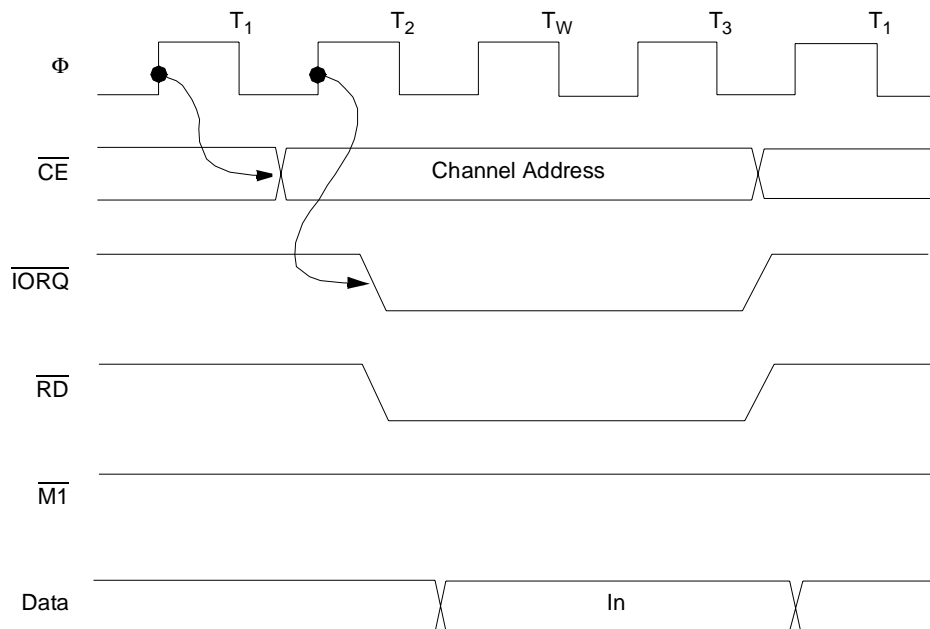 T1 T2 TW T3 T1
Φ
CE
Channel Address
IORQ
RD
M1
Data
In